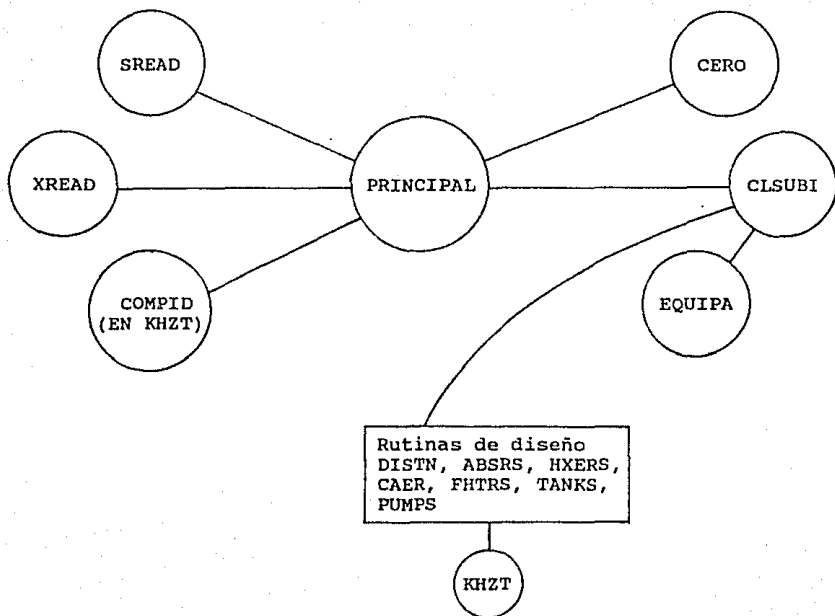 SREAD
CERO
XREAD
PRINCIPAL
CLSUBI
COMPID
(EN KHZT)
EQUIPA
Rutinas de diseño
DISTN, ABSRS, HXERS,
CAER, FHTRS, TANKS,
PUMPS
KHZT